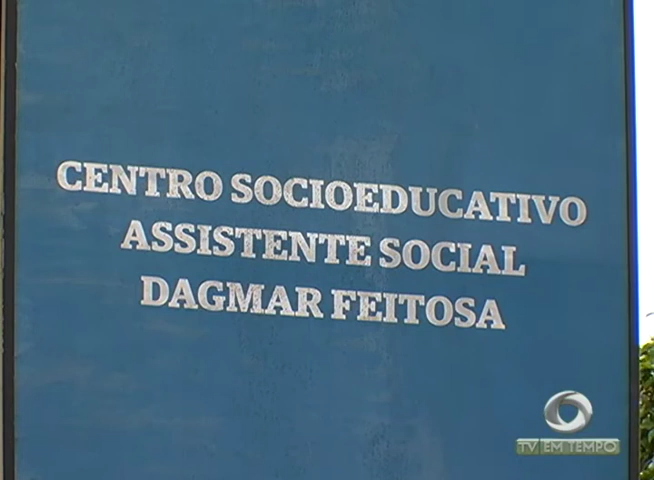 CENTRO SOCIOEDUCATIVO
ASSISTENTE SOCIAL
DAGMAR FEITOSA
TV EM TEMPO